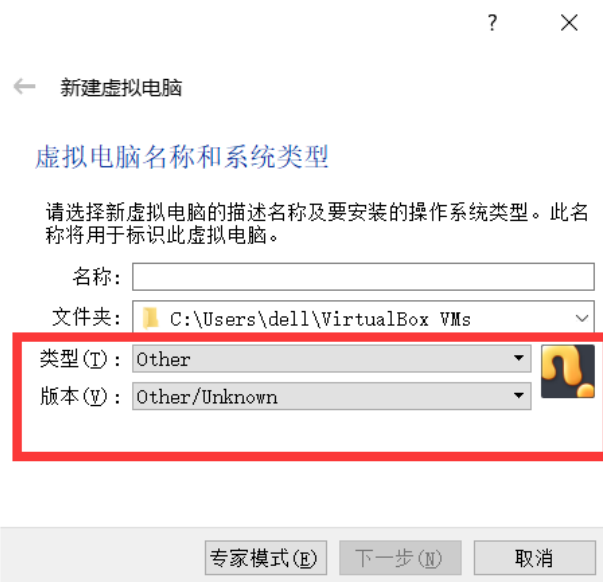 ?
新建虚拟电脑
虚拟电脑名称和系统类型
请选择新虚拟电脑的描述名称及要安装的操作系统类型。此名
称将用于标识此虚拟电脑。
名称:
文件夹: C:\Users\dell\VirtualBox VMs
类型(T): Other
版本(V): Other/Unknown
专家模式(E) 下一步(N) 取消